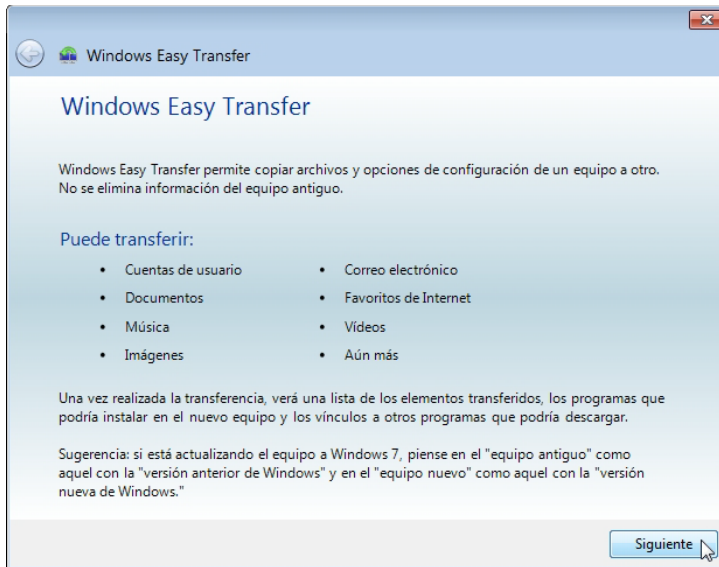 Windows Easy Transfer
Windows Easy Transfer
Windows Easy Transfer permite copiar archivos y opciones de configuración de un equipo a otro.
No se elimina información del equipo antiguo.
Puede transferir:
• Cuentas de usuario
• Correo electrónico
• Documentos
• Favoritos de Internet
• Música
• Vídeos
• Imágenes
• Aún más
Una vez realizada la transferencia, verá una lista de los elementos transferidos, los programas que
podría instalar en el nuevo equipo y los vínculos a otros programas que podría descargar.
Sugerencia: si está actualizando el equipo a Windows 7, piense en el "equipo antiguo" como
aquel con la "versión anterior de Windows" y en el "equipo nuevo" como aquel con la "versión
nueva de Windows."
Siguiente